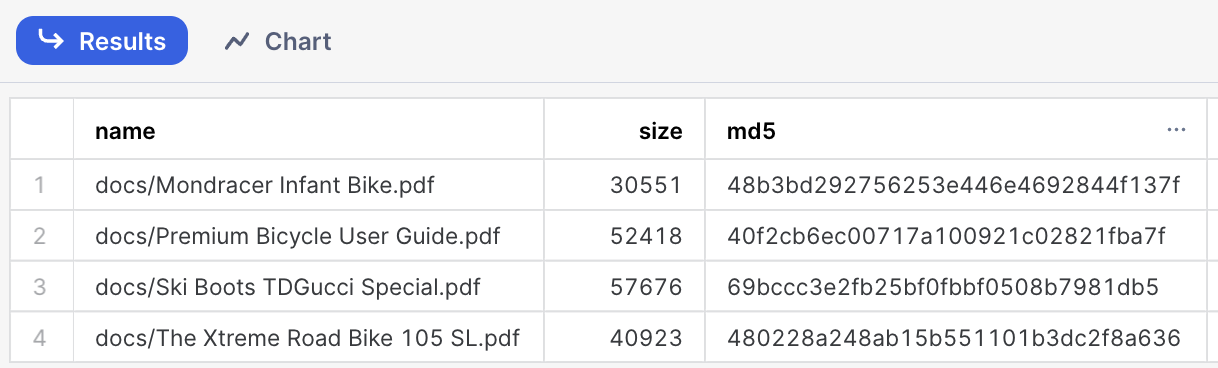 Results Chart
name size md5 ...
1 docs/Mondracer Infant Bike.pdf 30551 48b3bd292756253e446e4692844f137f
2 docs/Premium Bicycle User Guide.pdf 52418 40f2cb6ec00717a100921c02821fba7f
3 docs/Ski Boots TDGucci Special.pdf 57676 69bccc3e2fb25bf0fbbf0508b7981db5
4 docs/The Xtreme Road Bike 105 SL.pdf 40923 480228a248ab15b551101b3dc2f8a636